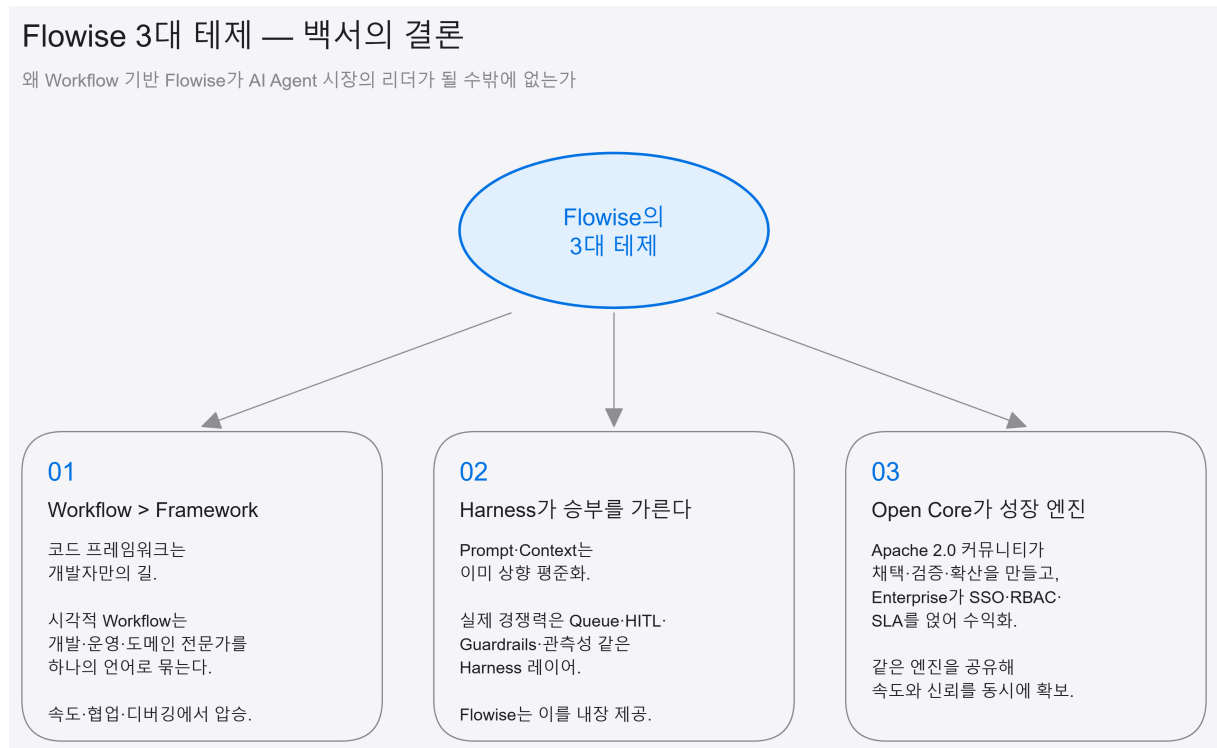 Flowise 3대 테제 — 백서의 결론
왜 Workflow 기반 Flowise가 AI Agent 시장의 리더가 될 수밖에 없는가
Flowise의
3대 테제
01
Workflow > Framework
코드 프레임워크는
개발자만의 길.
시각적 Workflow는
개발·운영·도메인 전문가를
하나의 언어로 묶는다.
속도·협업·디버깅에서 압승.
02
Harness가 승부를 가른다
Prompt·Context는
이미 상향 평준화.
실제 경쟁력은 Queue·HITL·
Guardrails·관측성 같은
Harness 레이어.
Flowise는 이를 내장 제공.
03
Open Core가 성장 엔진
Apache 2.0 커뮤니티가
채택·검증·확산을 만들고,
Enterprise가 SSO·RBAC·
SLA를 얹어 수익화.
같은 엔진을 공유해
속도와 신뢰를 동시에 확보.